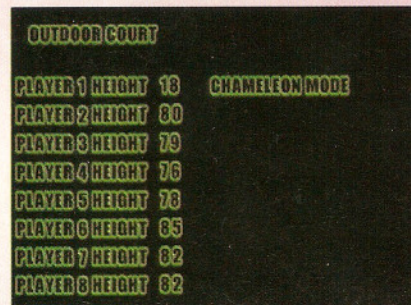 OUTDOOR COURT
PLAYER 1 HEIGHT 18 CHAMELEON MODE
PLAYER 2 HEIGHT 80
PLAYER 3 HEIGHT 79
PLAYER 4 HEIGHT 76
PLAYER 5 HEIGHT 78
PLAYER 6 HEIGHT 85
PLAYER 7 HEIGHT 82
PLAYER 8 HEIGHT 82